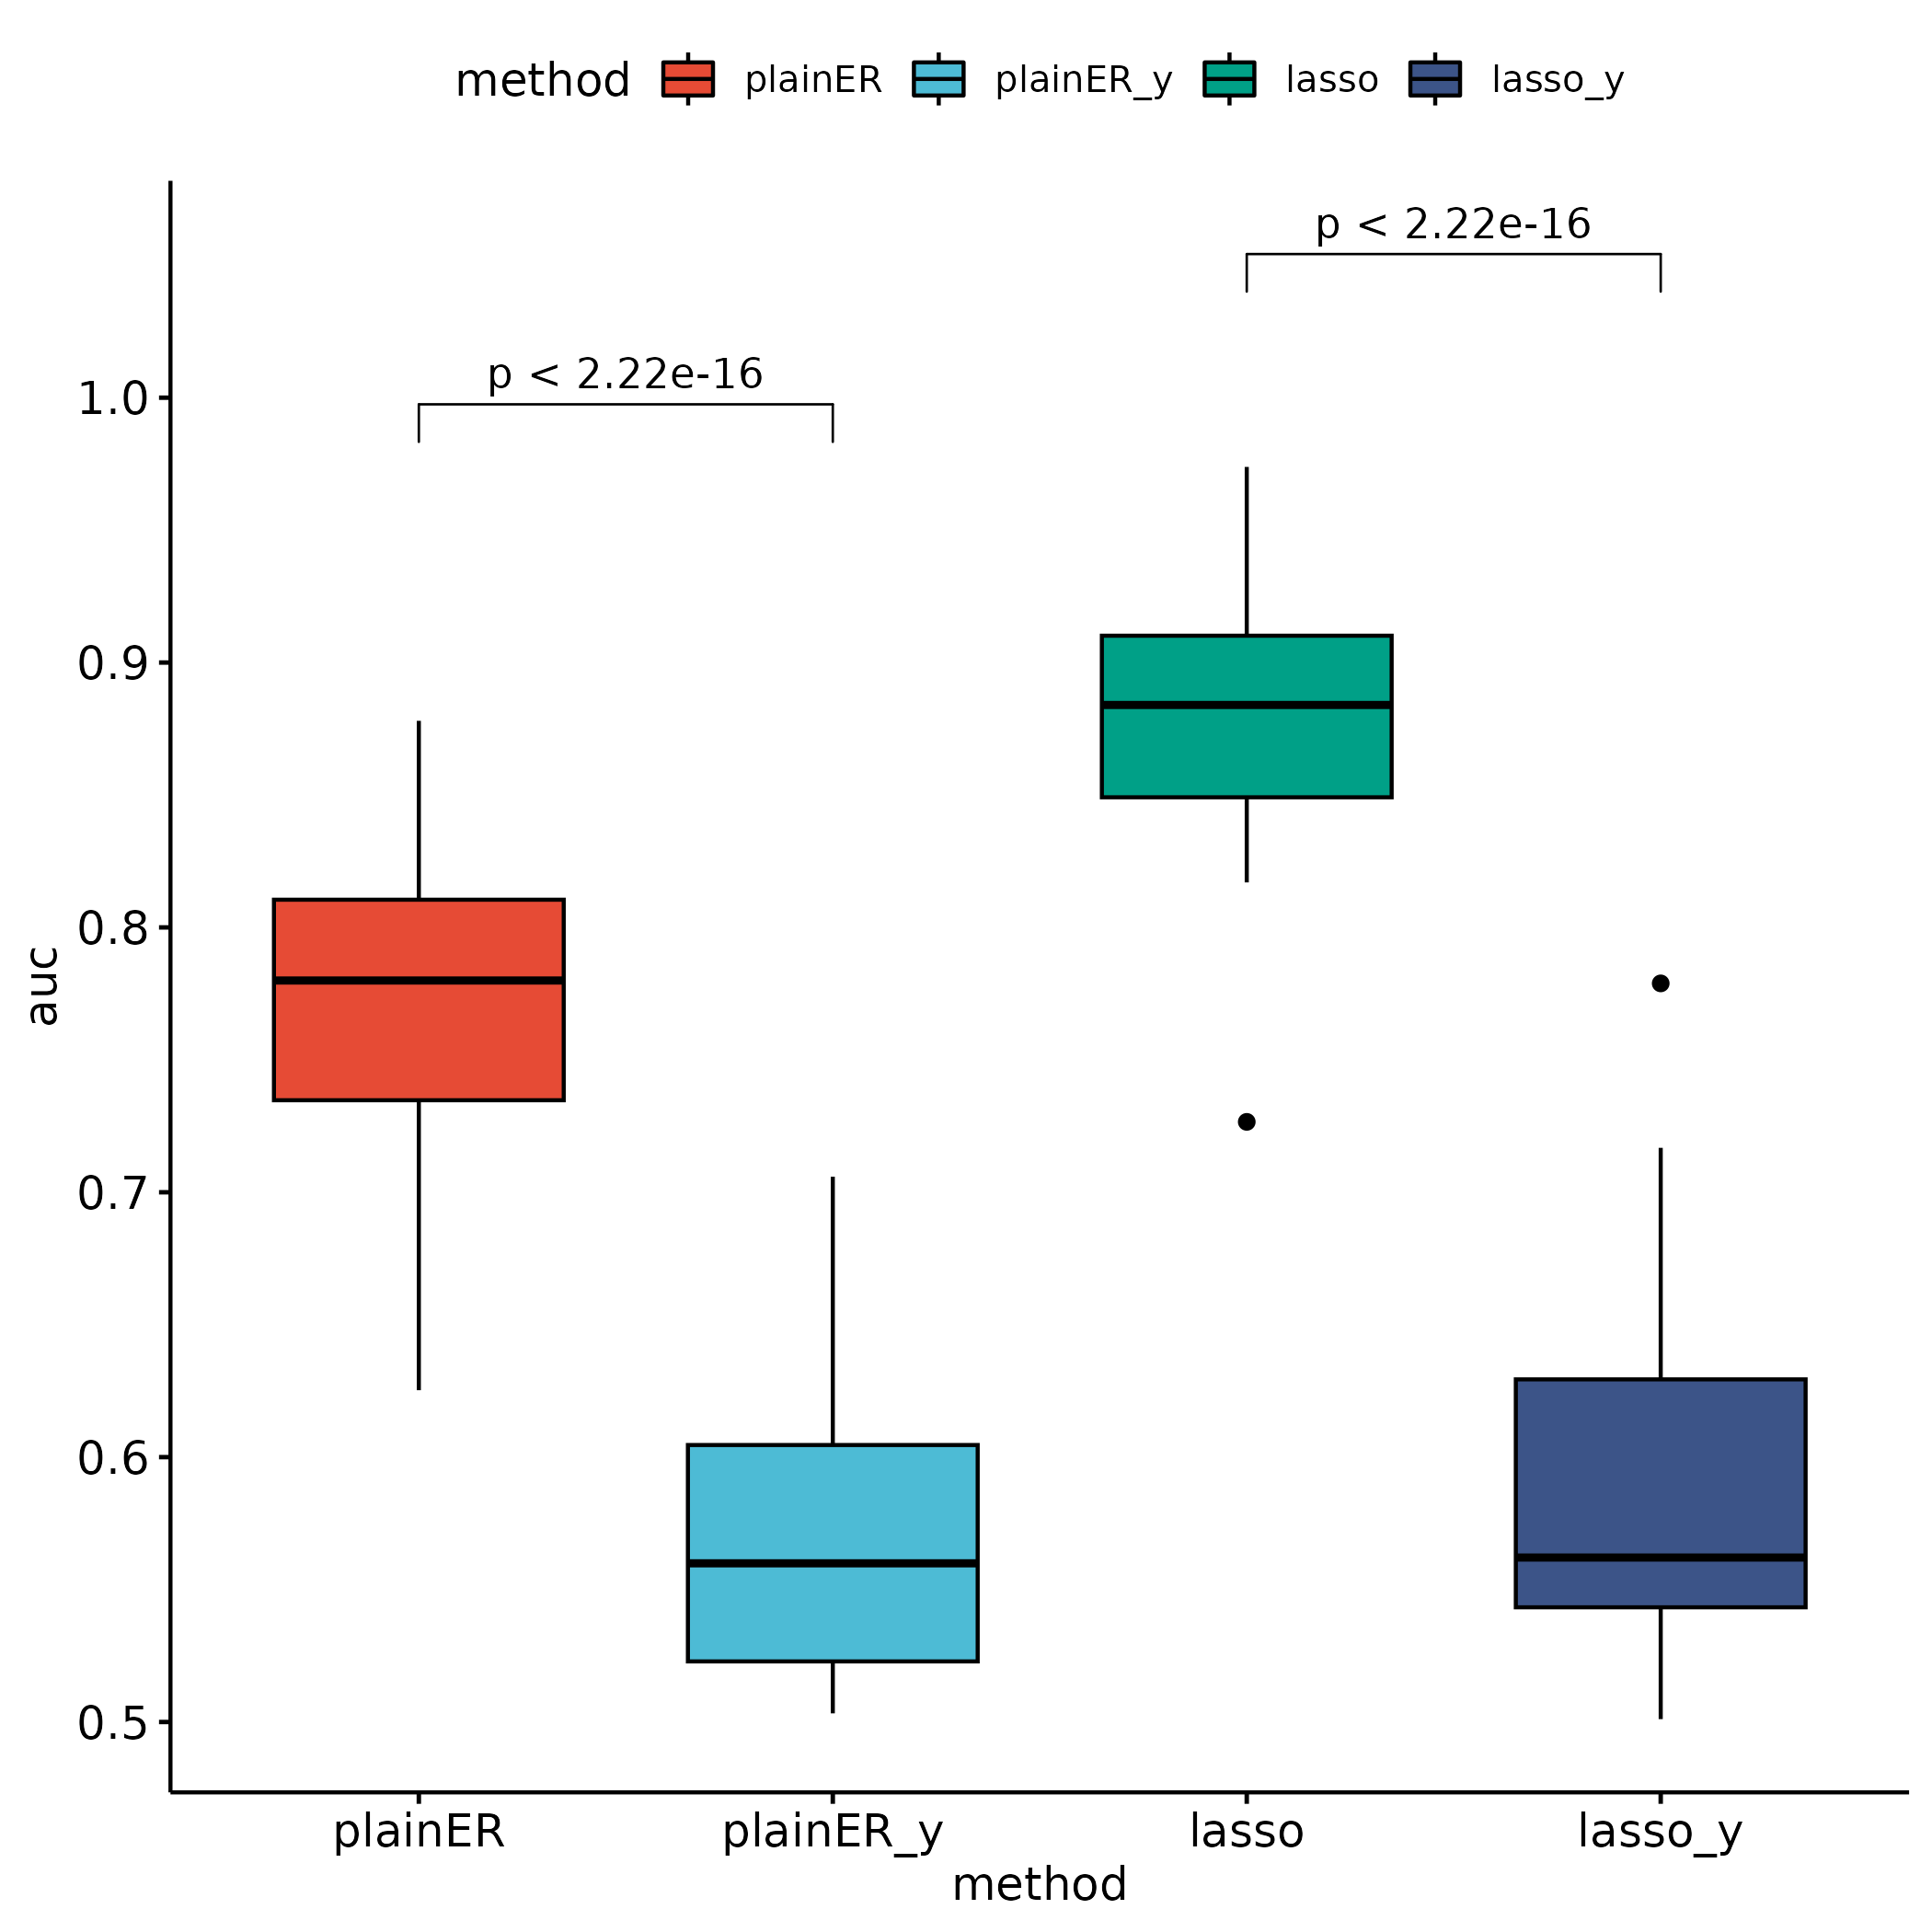 method plainER plainER_y lasso lasso_y
p < 2.22e-16
p < 2.22e-16
1.0
0.9
0.8
0.7
0.6
0.5
auc
plainER plainER_y lasso lasso_y
method